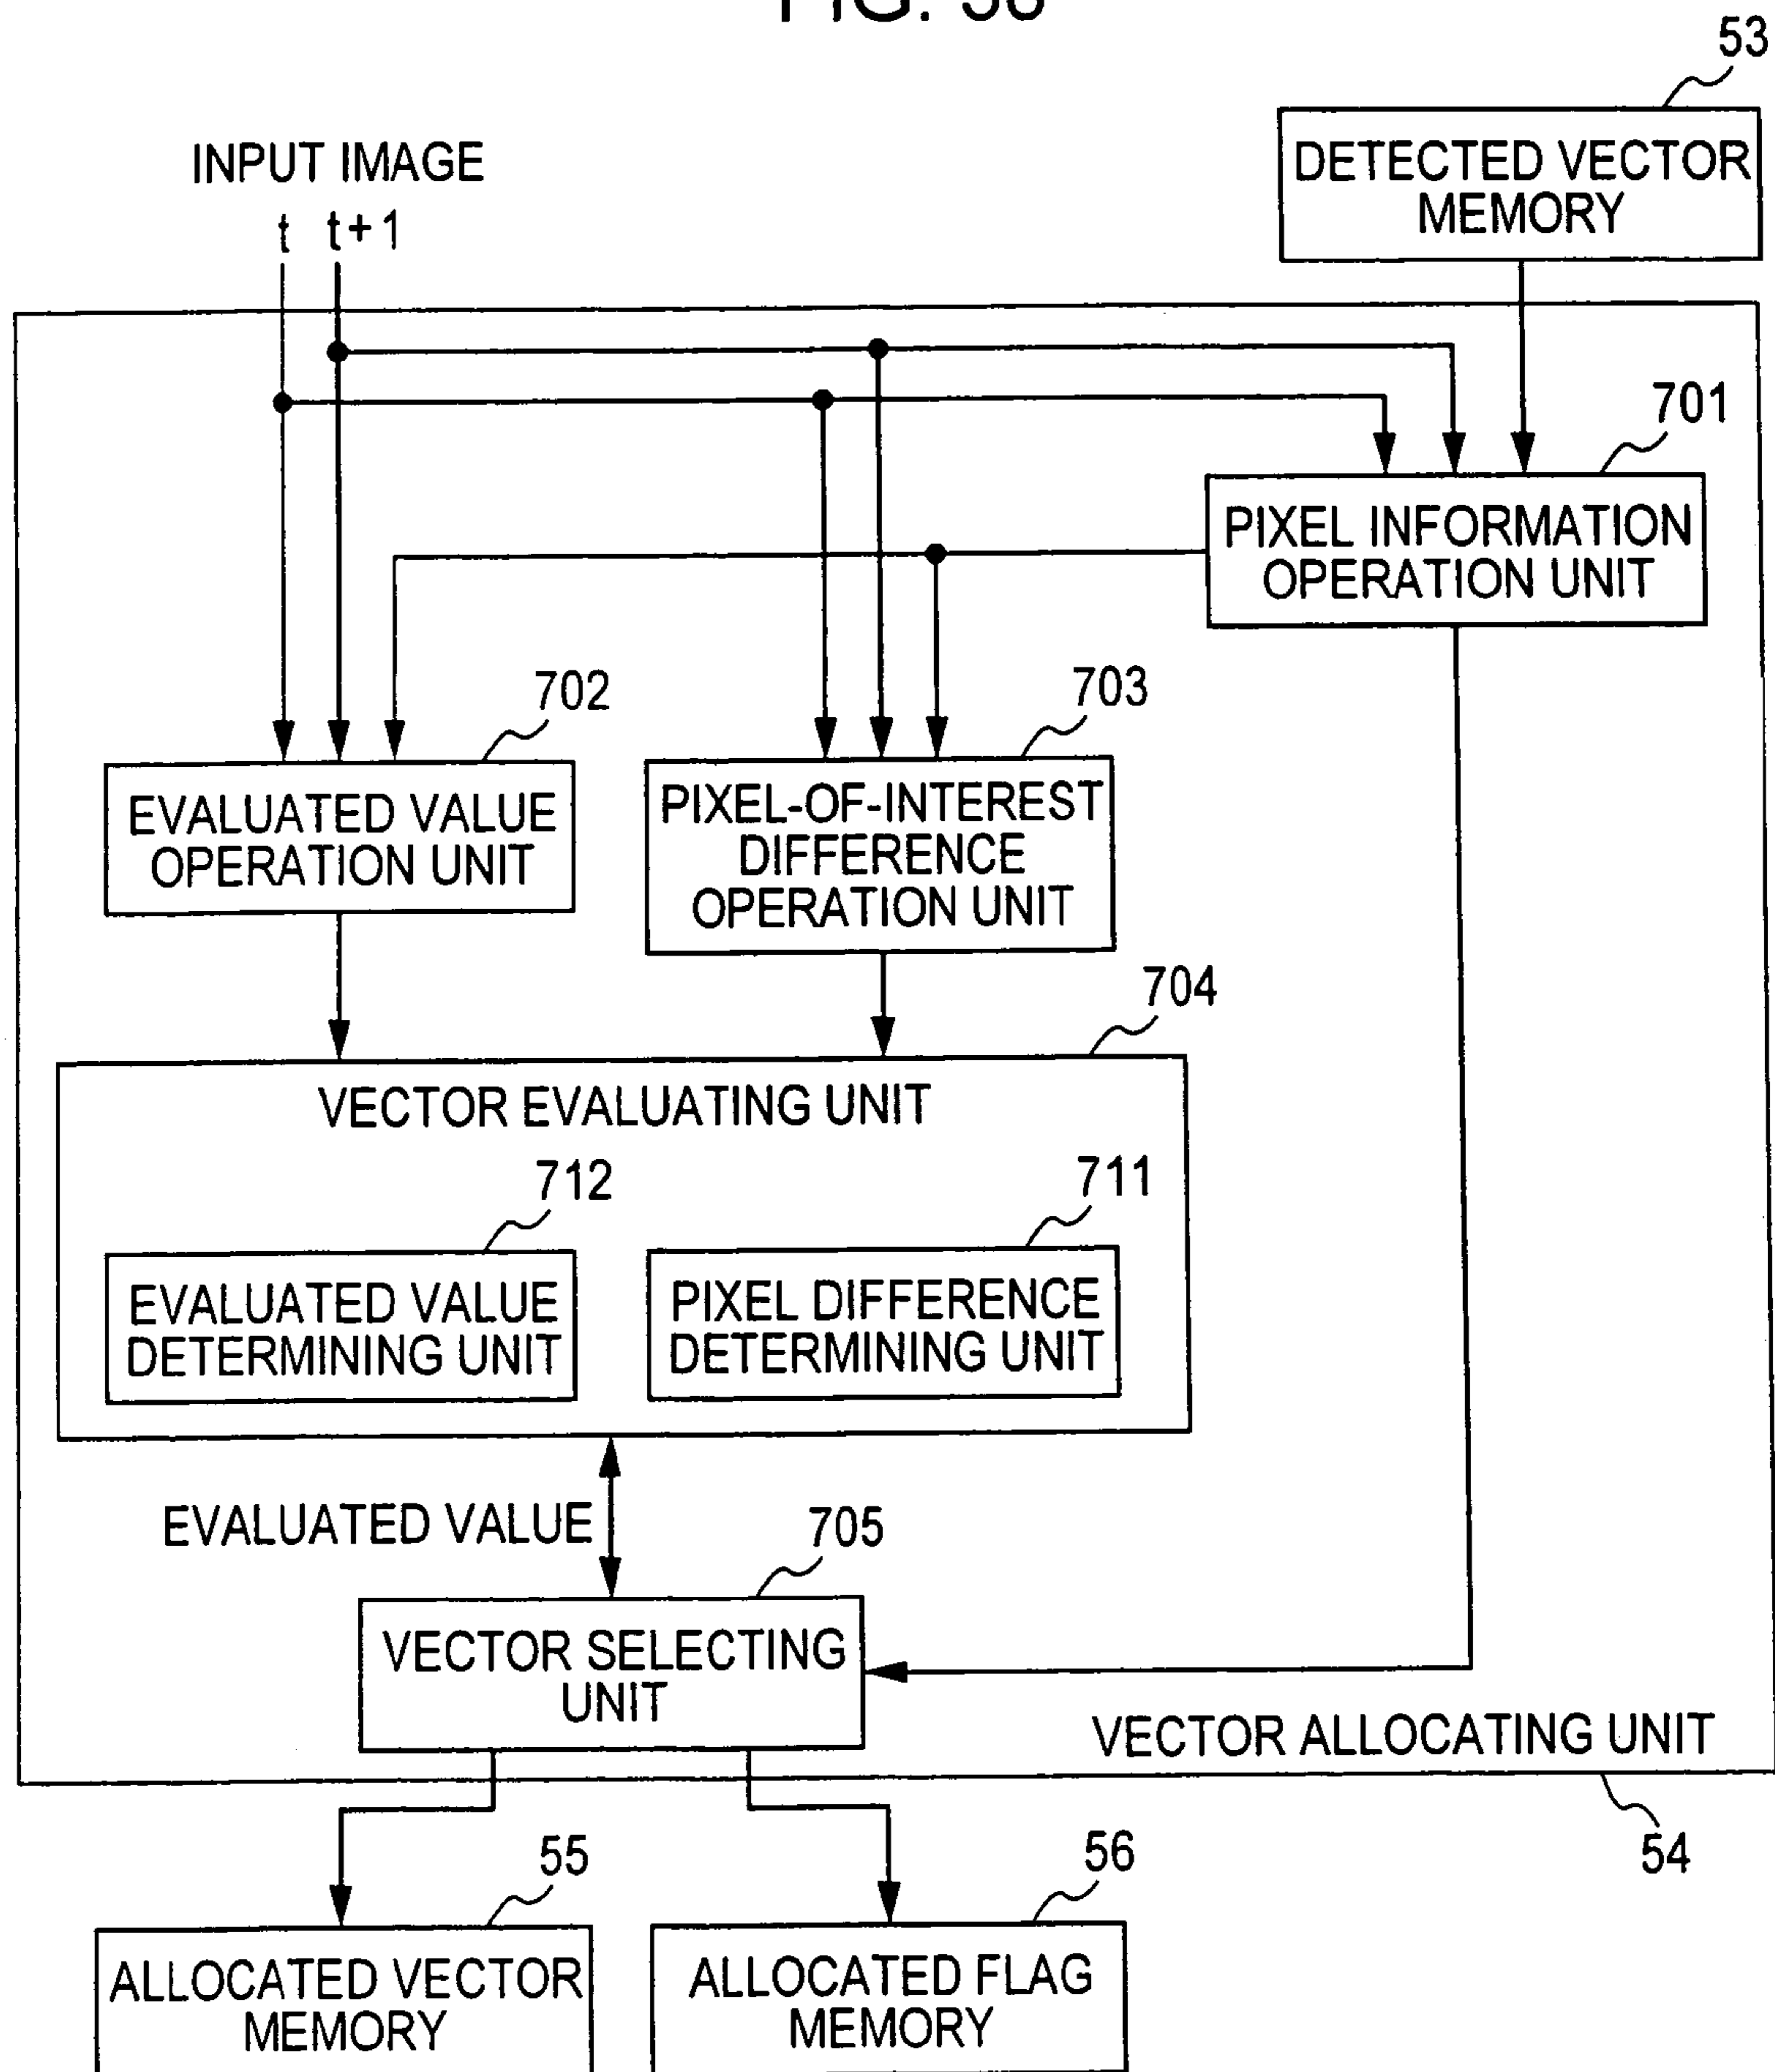 FIG.
53
INPUT IMAGE
t t+1
DETECTED VECTOR
MEMORY
701
PIXEL INFORMATION
OPERATION UNIT
702
703
EVALUATED VALUE
OPERATION UNIT
PIXEL-OF-INTEREST
DIFFERENCE
OPERATION UNIT
704
VECTOR EVALUATING UNIT
712
711
EVALUATED VALUE
DETERMINING UNIT
PIXEL DIFFERENCE
DETERMINING UNIT
EVALUATED VALUE
705
VECTOR SELECTING
UNIT
VECTOR ALLOCATING UNIT
54
55
56
ALLOCATED VECTOR
MEMORY
ALLOCATED FLAG
MEMORY